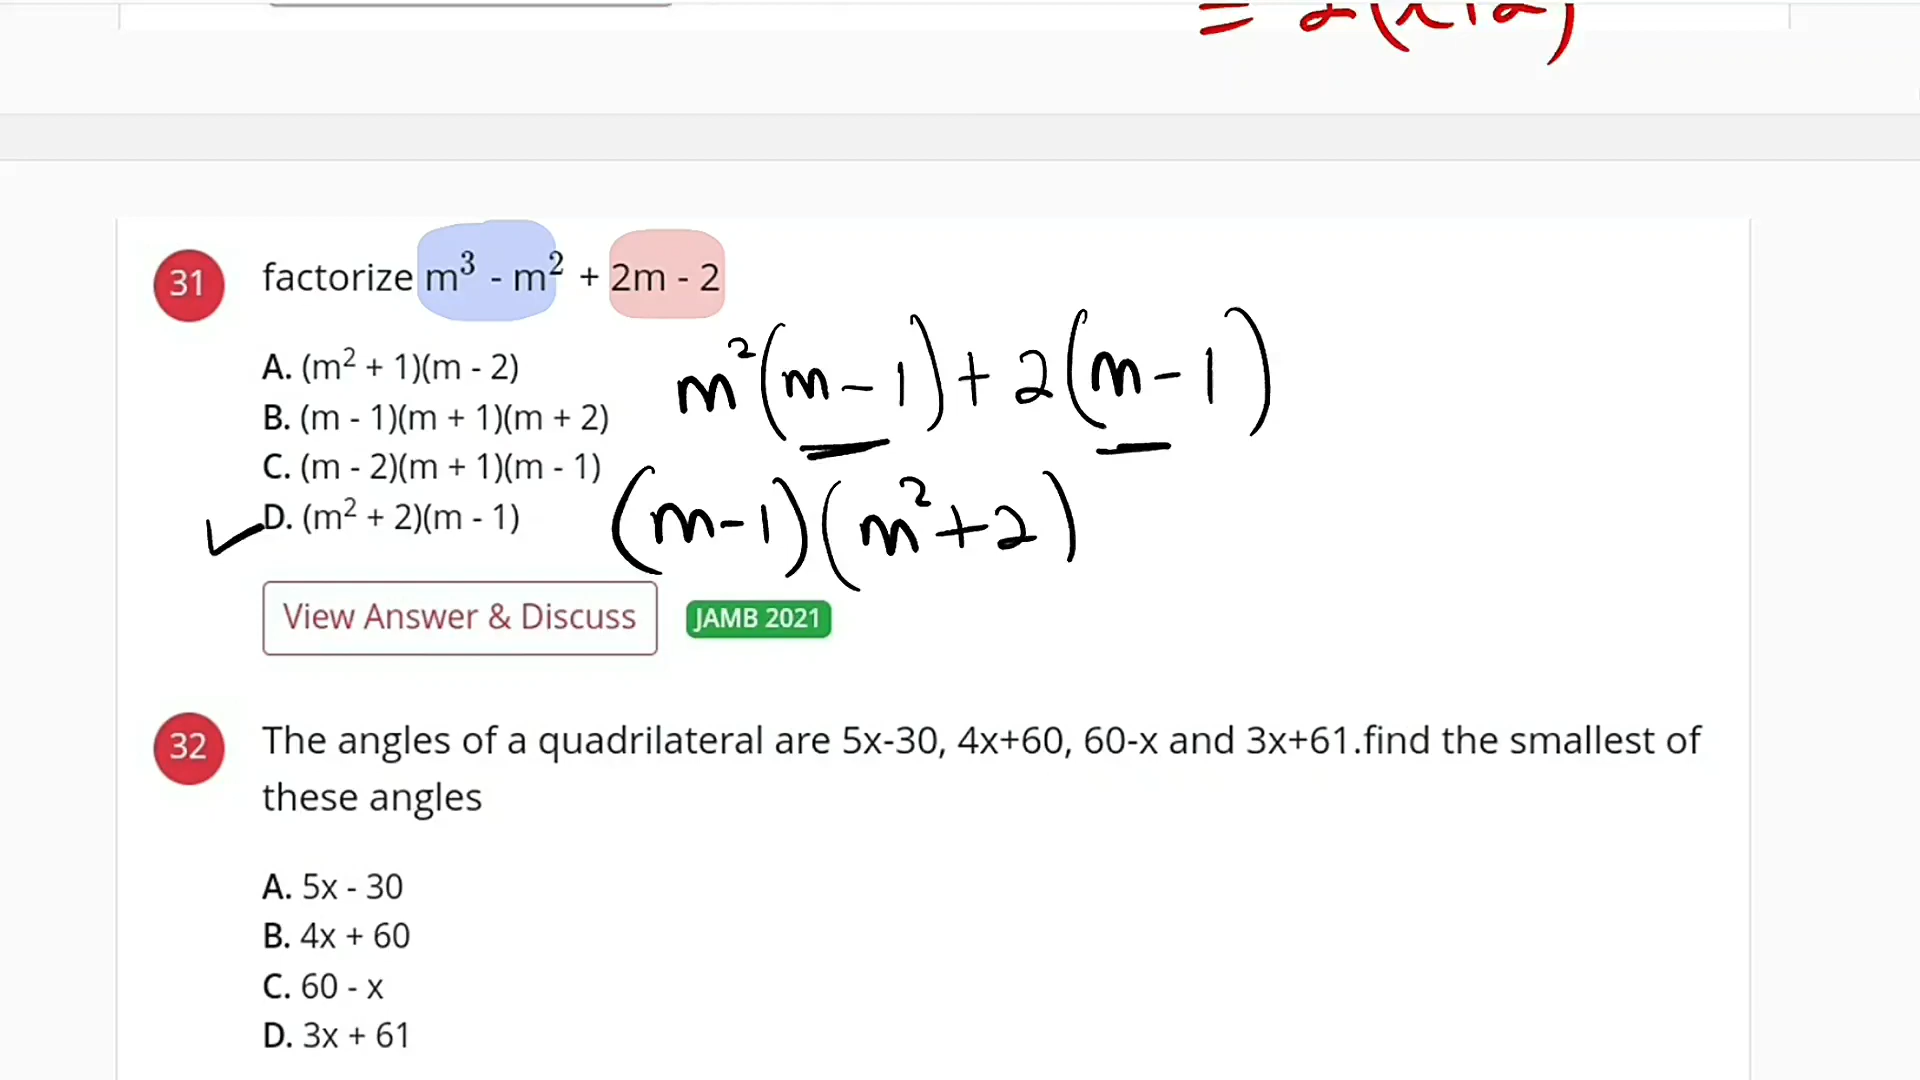 = 2(x+2)
31 factorize m³ - m² + 2m - 2
A. (m² + 1)(m - 2)
m²(m-1)+2(m-1)
B. (m - 1)(m + 1)(m + 2)
C. (m - 2)(m + 1)(m - 1)
D. (m² + 2)(m - 1)
(m-1)(m²+2)
View Answer & Discuss JAMB 2021
32 The angles of a quadrilateral are 5x-30, 4x+60, 60-x and 3x+61.find the smallest of
these angles
A. 5x - 30
B. 4x + 60
C. 60 - x
D. 3x + 61